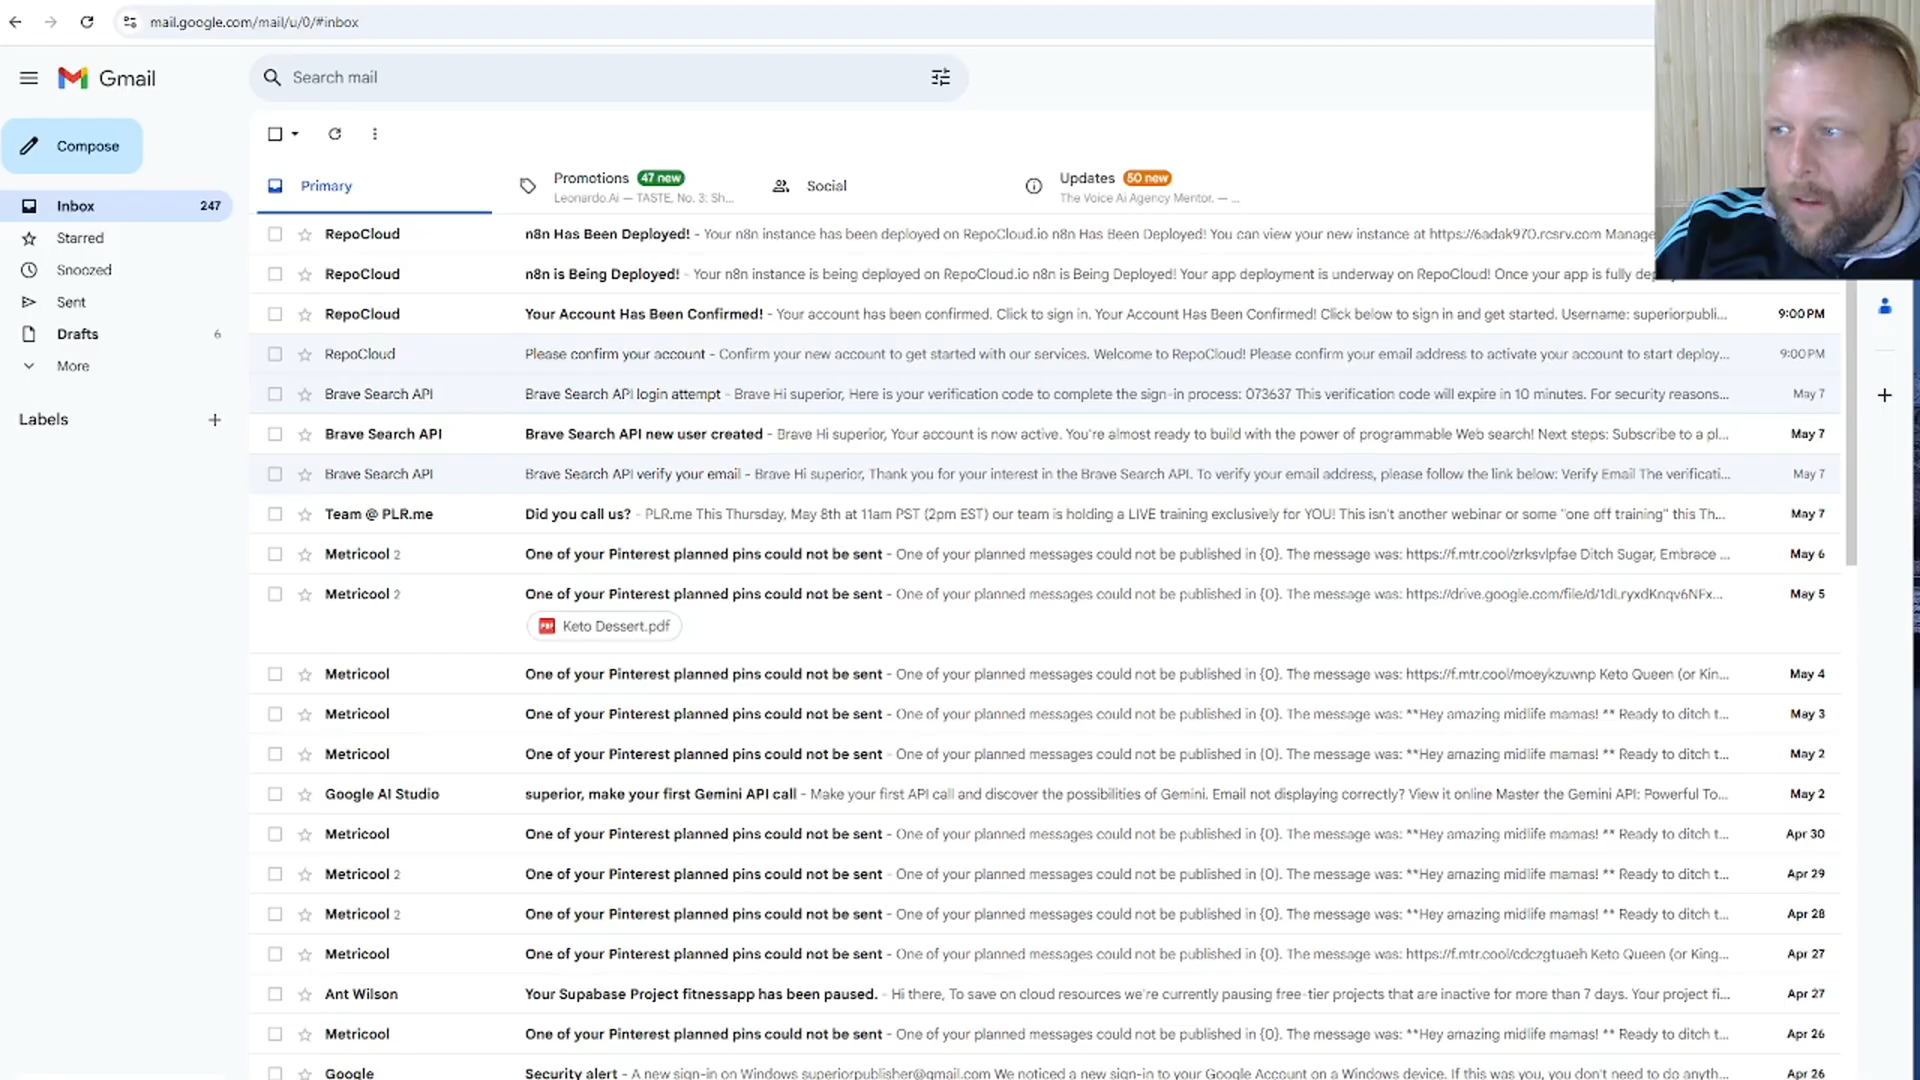 mail.google.com/mail/u/0/#inbox
Gmail
Search mail
Compose
Inbox 247
Starred
Snoozed
Sent
Drafts 6
More
Labels
Primary
Promotions 47 new
Leonardo.Ai — TASTE, No. 3: Sh...
Social
Updates 50 new
The Voice Ai Agency Mentor, — ...
RepoCloud n8n Has Been Deployed! - Your n8n instance has been deployed on RepoCloud.io n8n Has Been Deployed! You can view your new instance at https://6adak970.rcsrv.com Manage
RepoCloud n8n is Being Deployed! - Your n8n instance is being deployed on RepoCloud.io n8n is Being Deployed! Your app deployment is underway on RepoCloud! Once your app is fully dep
RepoCloud Your Account Has Been Confirmed! - Your account has been confirmed. Click to sign in. Your Account Has Been Confirmed! Click below to sign in and get started. Username: superiorpubli... 9:00 PM
RepoCloud Please confirm your account - Confirm your new account to get started with our services. Welcome to RepoCloud! Please confirm your email address to activate your account to start deploy... 9:00 PM
Brave Search API Brave Search API login attempt - Brave Hi superior, Here is your verification code to complete the sign-in process: 073637 This verification code will expire in 10 minutes. For security reasons... May 7
Brave Search API Brave Search API new user created - Brave Hi superior, Your account is now active. You're almost ready to build with the power of programmable Web search! Next steps: Subscribe to a pl... May 7
Brave Search API Brave Search API verify your email - Brave Hi superior, Thank you for your interest in the Brave Search API. To verify your email address, please follow the link below: Verify Email The verificati... May 7
Team @ PLR.me Did you call us? - PLR.me This Thursday, May 8th at 11am PST (2pm EST) our team is holding a LIVE training exclusively for YOU! This isn't another webinar or some "one off training" this Th... May 7
Metricool 2 One of your Pinterest planned pins could not be sent - One of your planned messages could not be published in {0}. The message was: https://f.mtr.cool/zrksvlpfae Ditch Sugar, Embrace ... May 6
Metricool 2 One of your Pinterest planned pins could not be sent - One of your planned messages could not be published in {0}. The message was: https://drive.google.com/file/d/1dLryxdKnqv6NFx... May 5
PDF Keto Dessert.pdf
Metricool One of your Pinterest planned pins could not be sent - One of your planned messages could not be published in {0}. The message was: https://f.mtr.cool/moeykzuwnp Keto Queen (or Kin... May 4
Metricool One of your Pinterest planned pins could not be sent - One of your planned messages could not be published in {0}. The message was: **Hey amazing midlife mamas! ** Ready to ditch t... May 3
Metricool One of your Pinterest planned pins could not be sent - One of your planned messages could not be published in {0}. The message was: **Hey amazing midlife mamas! ** Ready to ditch t... May 2
Google AI Studio superior, make your first Gemini API call - Make your first API call and discover the possibilities of Gemini. Email not displaying correctly? View it online Master the Gemini API: Powerful To... May 2
Metricool One of your Pinterest planned pins could not be sent - One of your planned messages could not be published in {0}. The message was: **Hey amazing midlife mamas! ** Ready to ditch t... Apr 30
Metricool 2 One of your Pinterest planned pins could not be sent - One of your planned messages could not be published in {0}. The message was: **Hey amazing midlife mamas! ** Ready to ditch t... Apr 29
Metricool 2 One of your Pinterest planned pins could not be sent - One of your planned messages could not be published in {0}. The message was: **Hey amazing midlife mamas! ** Ready to ditch t... Apr 28
Metricool One of your Pinterest planned pins could not be sent - One of your planned messages could not be published in {0}. The message was: https://f.mtr.cool/cdczgtuaeh Keto Queen (or King... Apr 27
Ant Wilson Your Supabase Project fitnessapp has been paused. - Hi there, To save on cloud resources we're currently pausing free-tier projects that are inactive for more than 7 days. Your project fi... Apr 27
Metricool One of your Pinterest planned pins could not be sent - One of your planned messages could not be published in {0}. The message was: **Hey amazing midlife mamas! ** Ready to ditch t... Apr 26
Google Security alert - A new sign-in on Windows superiorpublisher@gmail.com We noticed a new sign-in to your Google Account on a Windows device. If this was you, you don't need to do anyth... Apr 26